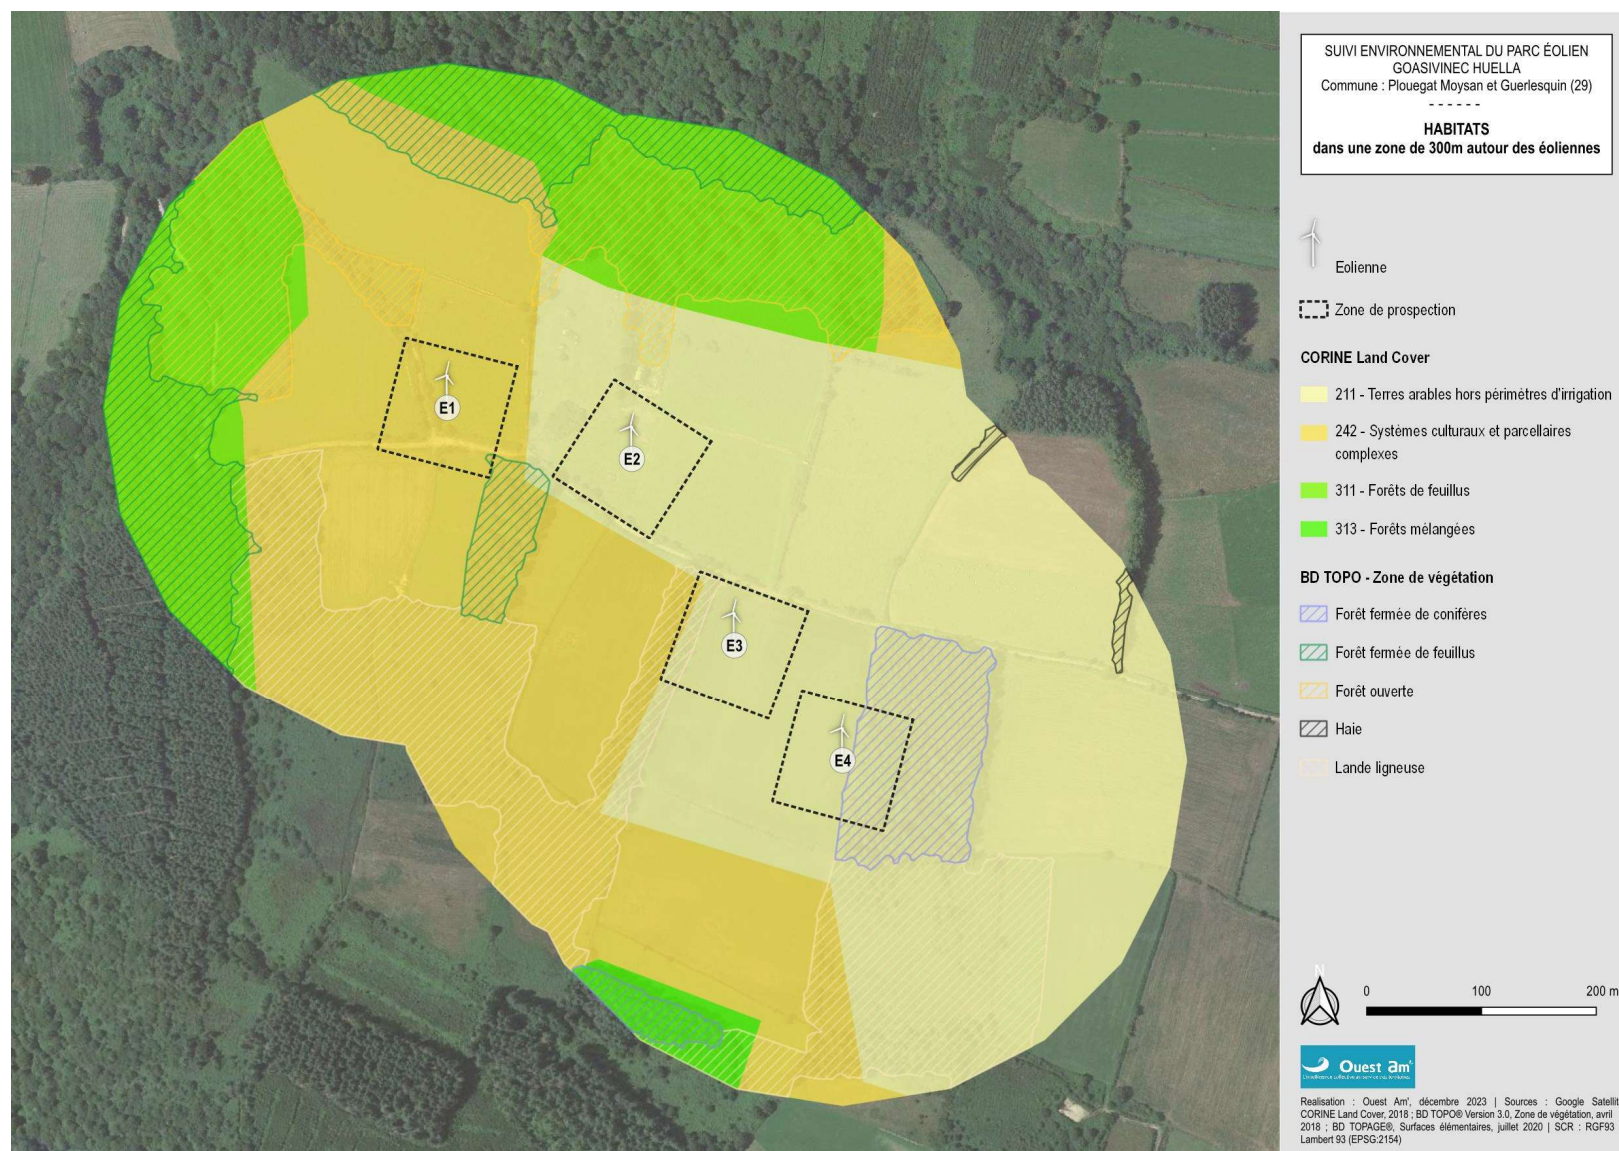 SUIVI ENVIRONNEMENTAL DU PARC ÉOLIEN
GOASIVINEC HUELLA
Commune : Plouegat Moysan et Guerlesquin (29)
- - - - - -
HABITATS
dans une zone de 300m autour des éoliennes
Eolienne
Zone de prospection
CORINE Land Cover
211 - Terres arables hors périmètres d'irrigation
242 - Systèmes culturaux et parcellaires
complexes
311 - Forêts de feuillus
313 - Forêts mélangées
BD TOPO - Zone de végétation
Forêt fermée de conifères
Forêt fermée de feuillus
Forêt ouverte
Haie
Lande ligneuse
E1
E2
E3
E4
N
0 100 200 m
Ouest am'
Realisation : Ouest Am', décembre 2023 | Sources : Google Satellit
CORINE Land Cover, 2018 ; BD TOPO® Version 3.0, Zone de végétation, avril
2018 ; BD TOPAGE®, Surfaces élémentaires, juillet 2020 | SCR : RGF93
Lambert 93 (EPSG:2154)